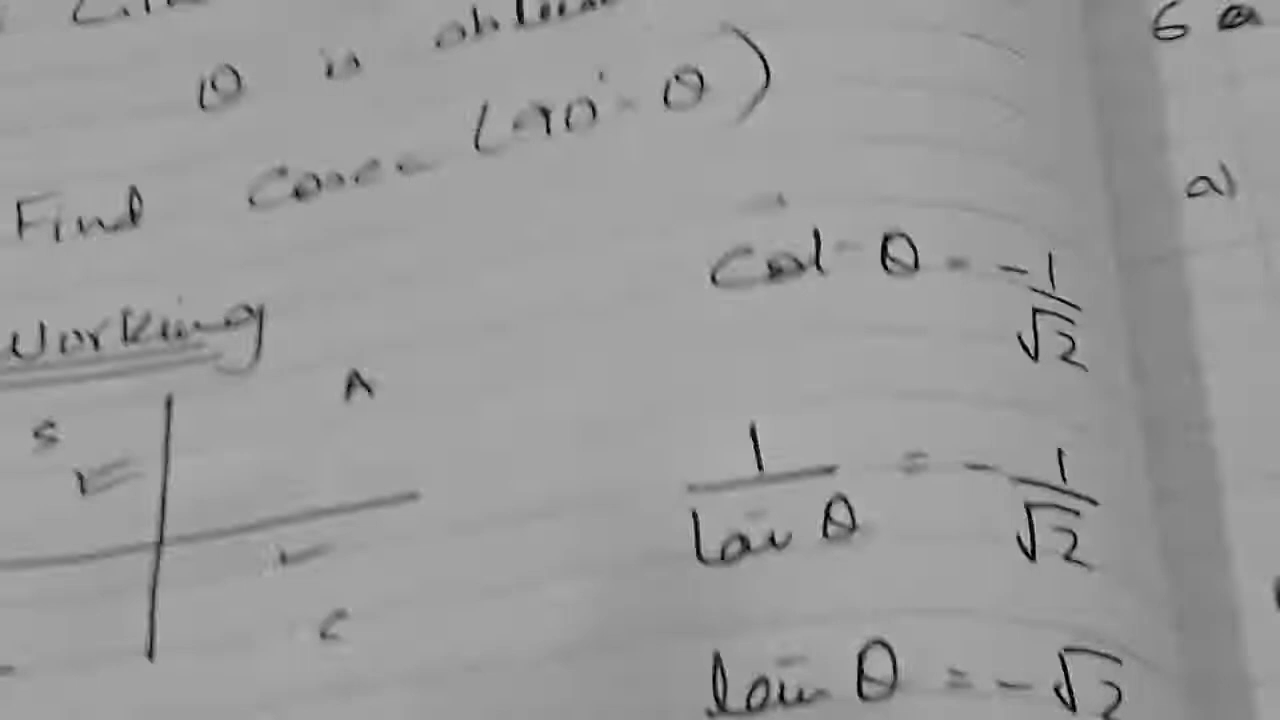 θ is
Find cosec (90° - θ)
Working
S A
C
cot θ = -1/√2
1/tan θ = - 1/√2
tan θ = - √2
6 a
a)